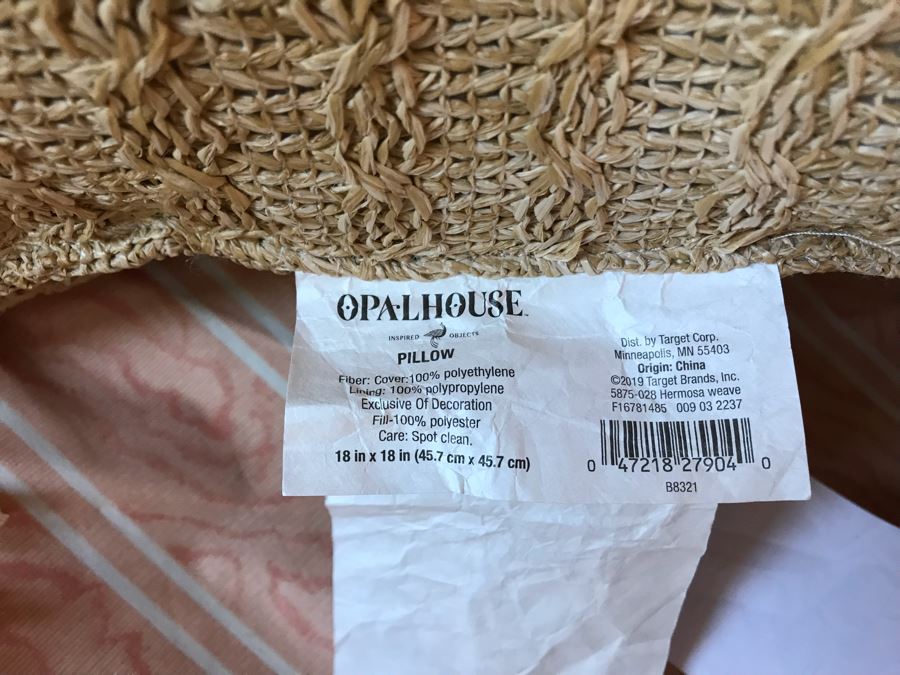 OPALHOUSE™
INSPIRED OBJECTS
PILLOW
Fiber: Cover:100% polyethylene
Lining: 100% polypropylene
Exclusive Of Decoration
Fill-100% polyester
Care: Spot clean.
18 in x 18 in (45.7 cm x 45.7 cm)
Dist. by Target Corp.
Minneapolis, MN 55403
Origin: China
©2019 Target Brands, Inc.
5875-028 Hermosa weave
F16781485 009 03 2237
0 47218 27904 0
B8321